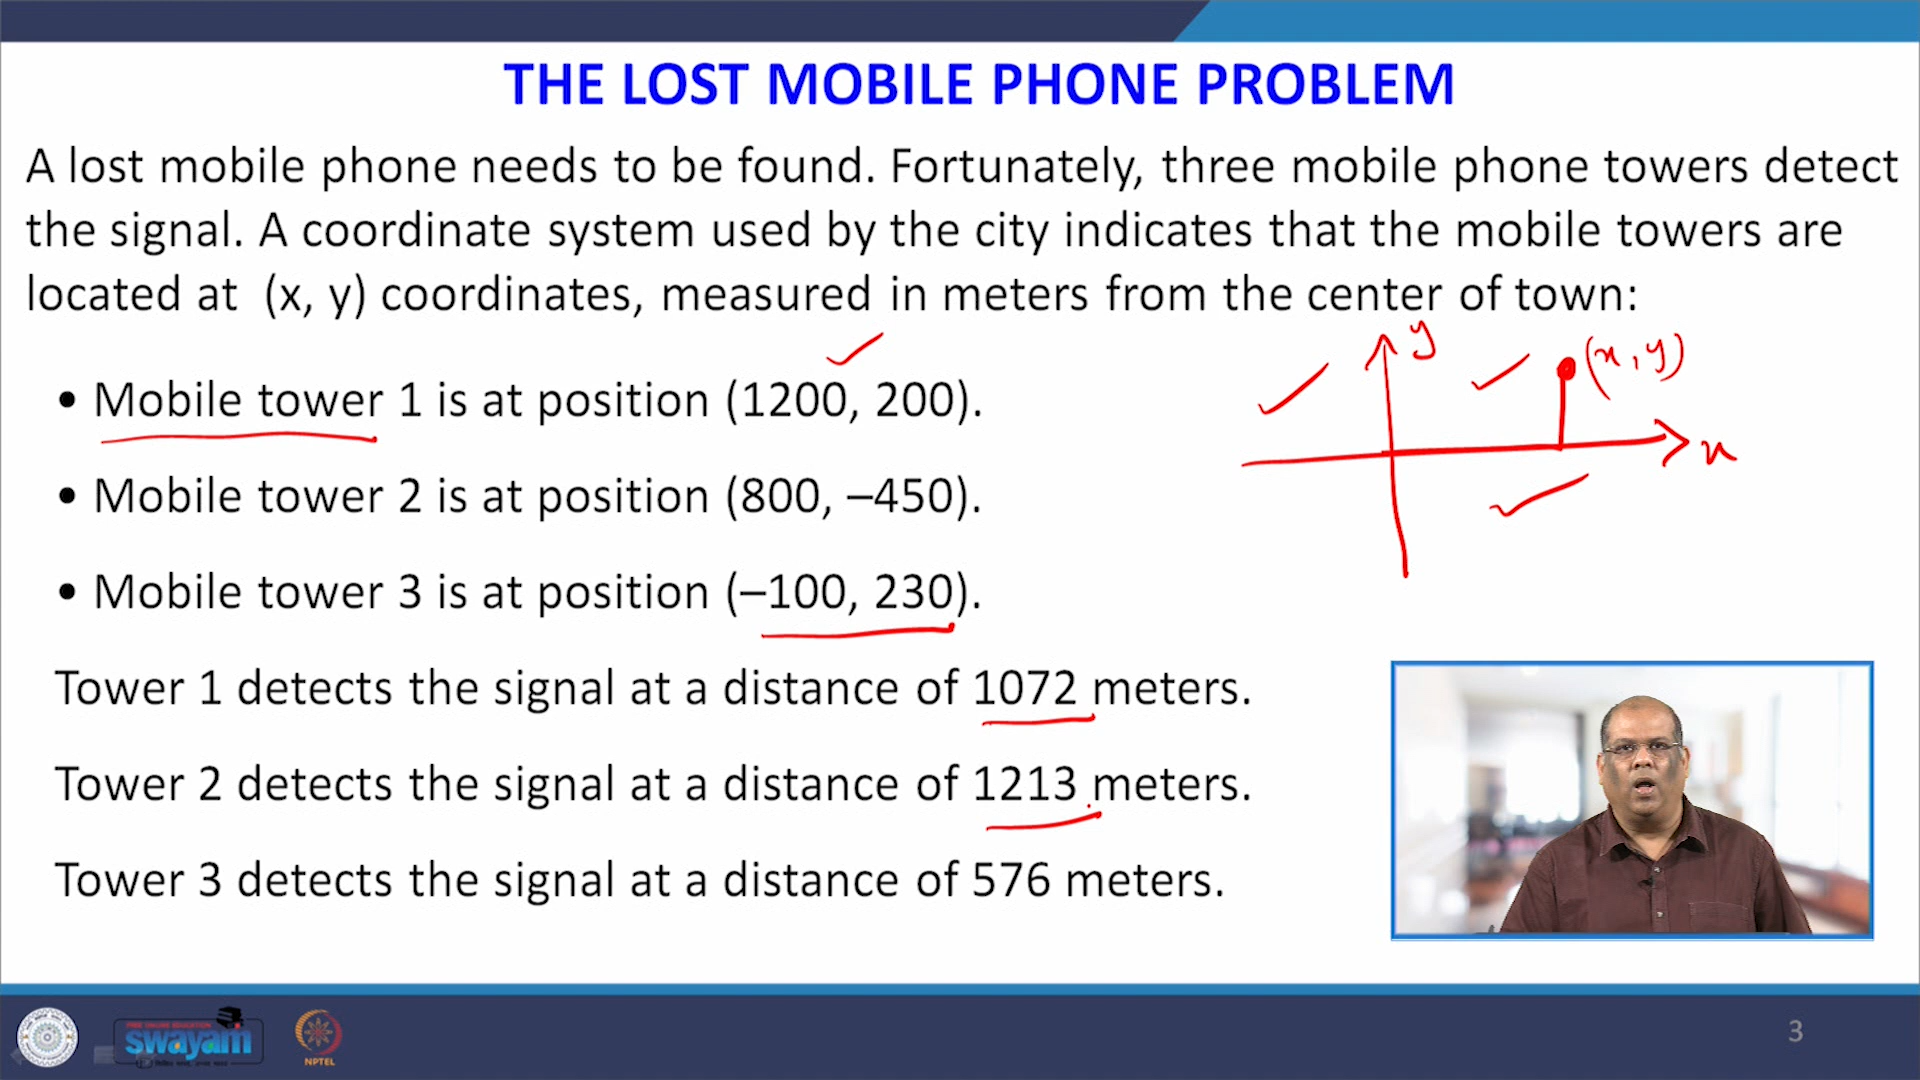 THE LOST MOBILE PHONE PROBLEM
A lost mobile phone needs to be found. Fortunately, three mobile phone towers detect
the signal. A coordinate system used by the city indicates that the mobile towers are
located at (x, y) coordinates, measured in meters from the center of town:
y
(x, y)
• Mobile tower 1 is at position (1200, 200).
x
• Mobile tower 2 is at position (800, –450).
• Mobile tower 3 is at position (–100, 230).
Tower 1 detects the signal at a distance of 1072 meters.
Tower 2 detects the signal at a distance of 1213 meters.
Tower 3 detects the signal at a distance of 576 meters.
FREE ONLINE EDUCATION
swayam
NPTEL
3